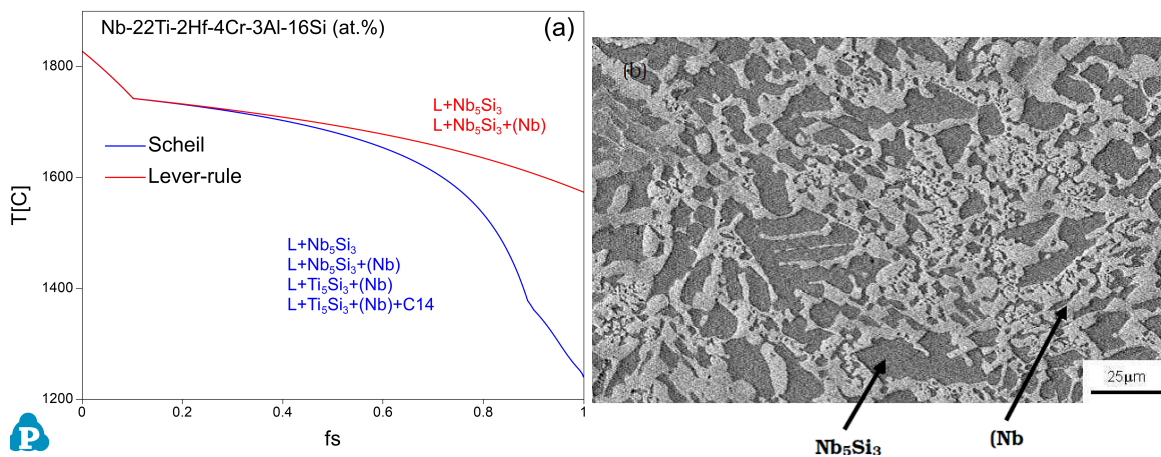 Nb-22Ti-2Hf-4Cr-3Al-16Si (at.%)
(a)
1800
1600
1400
1200
T[C]
L+Nb₅Si₃
L+Nb₅Si₃+(Nb)
Scheil
Lever-rule
L+Nb₅Si₃
L+Nb₅Si₃+(Nb)
L+Ti₅Si₃+(Nb)
L+Ti₅Si₃+(Nb)+C14
0 0.2 0.4 0.6 0.8 1
fs
P
(b)
25µm
Nb₅Si₃
(Nb